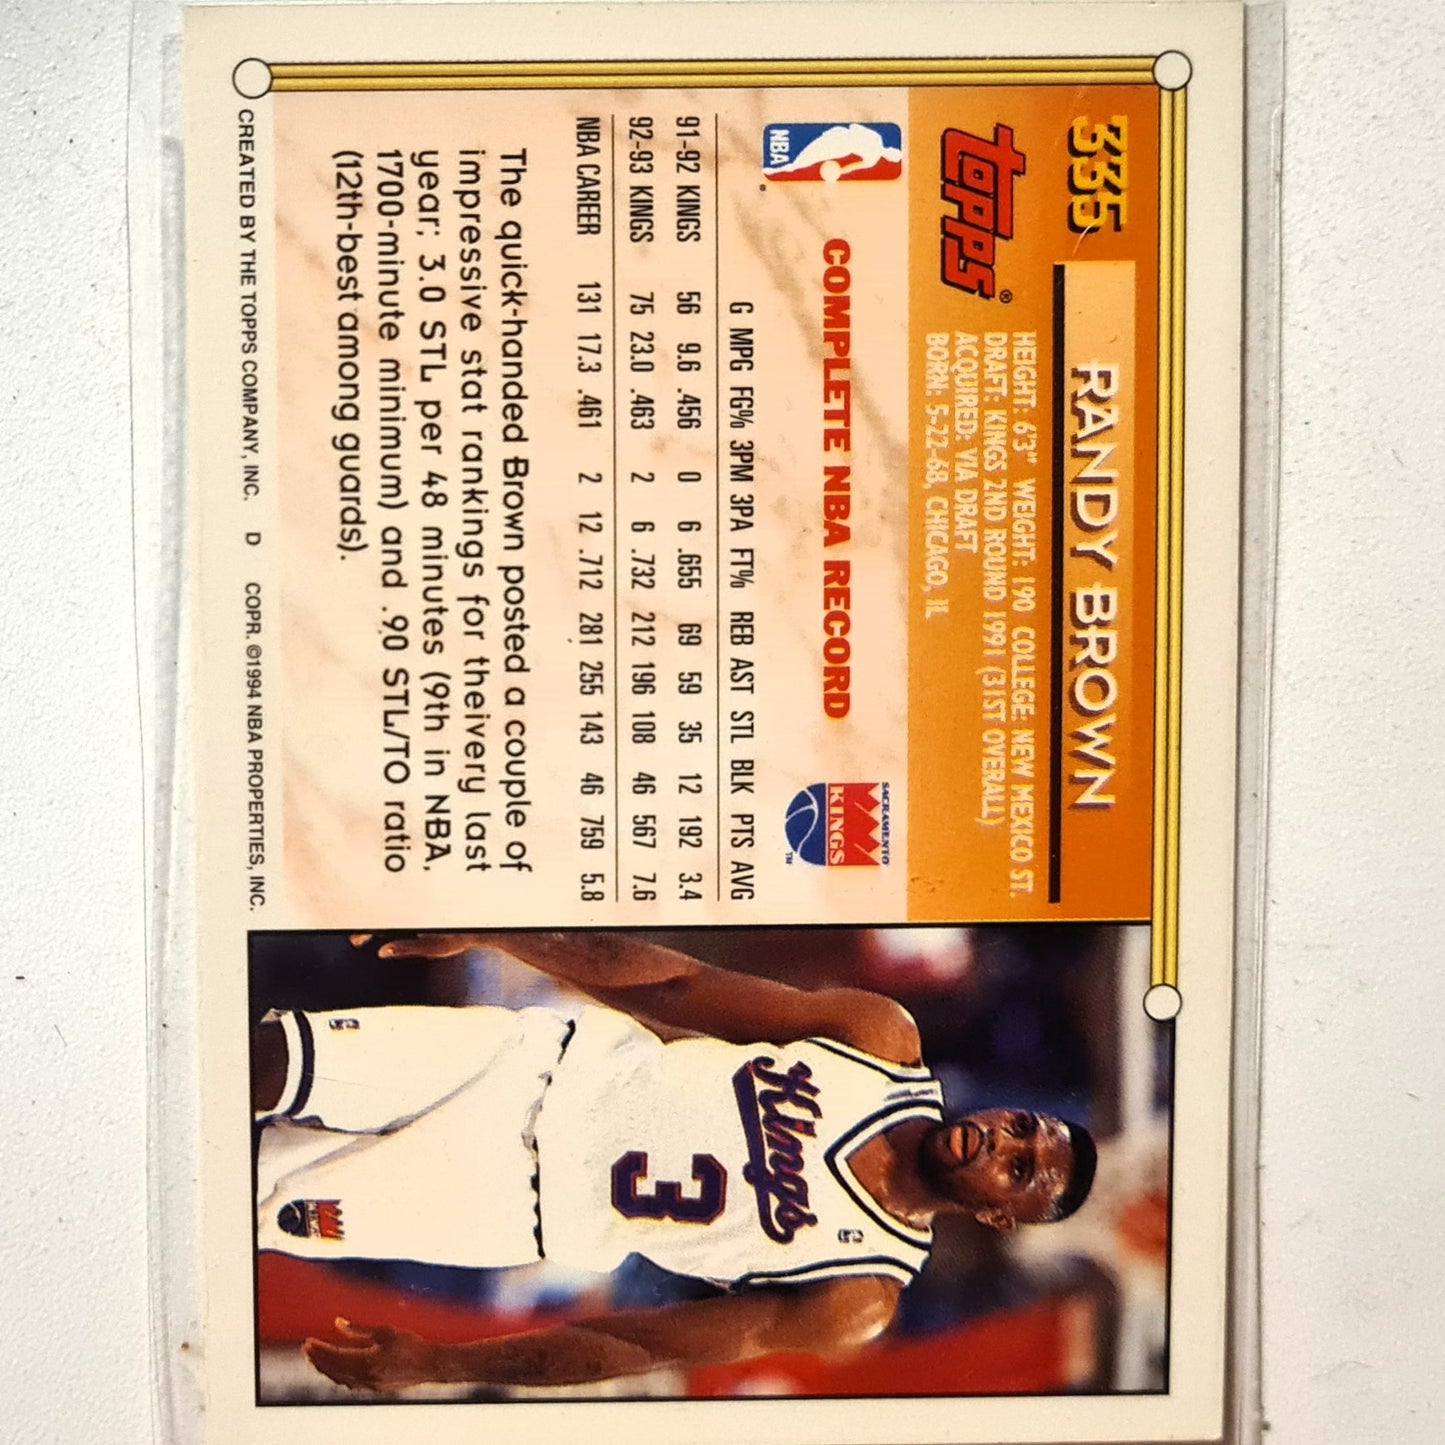 335 RANDY BROWN
TOPPS®
HEIGHT: 6'3" WEIGHT: 190 COLLEGE: NEW MEXICO ST.
DRAFT: KINGS 2ND ROUND 1991 (31ST OVERALL)
ACQUIRED: VIA DRAFT
BORN: 5-22-68, CHICAGO, IL
NBA
COMPLETE NBA RECORD
SACRAMENTO
KINGS
TM
G MPG FG% 3PM 3PA FT% REB AST STL BLK PTS AVG
91-92 KINGS 56 9.6 .456 0 6 .655 69 59 35 12 192 3.4
92-93 KINGS 75 23.0 .463 2 6 .732 212 196 108 46 567 7.6
NBA CAREER 131 17.3 .461 2 12 .712 281 255 143 46 759 5.8
The quick-handed Brown posted a couple of
impressive stat rankings for theivery last
year; 3.0 STL per 48 minutes (9th in NBA,
1700-minute minimum) and .90 STL/TO ratio
(12th-best among guards).
CREATED BY THE TOPPS COMPANY, INC. D COPR. ©1994 NBA PROPERTIES, INC.
Kings
3